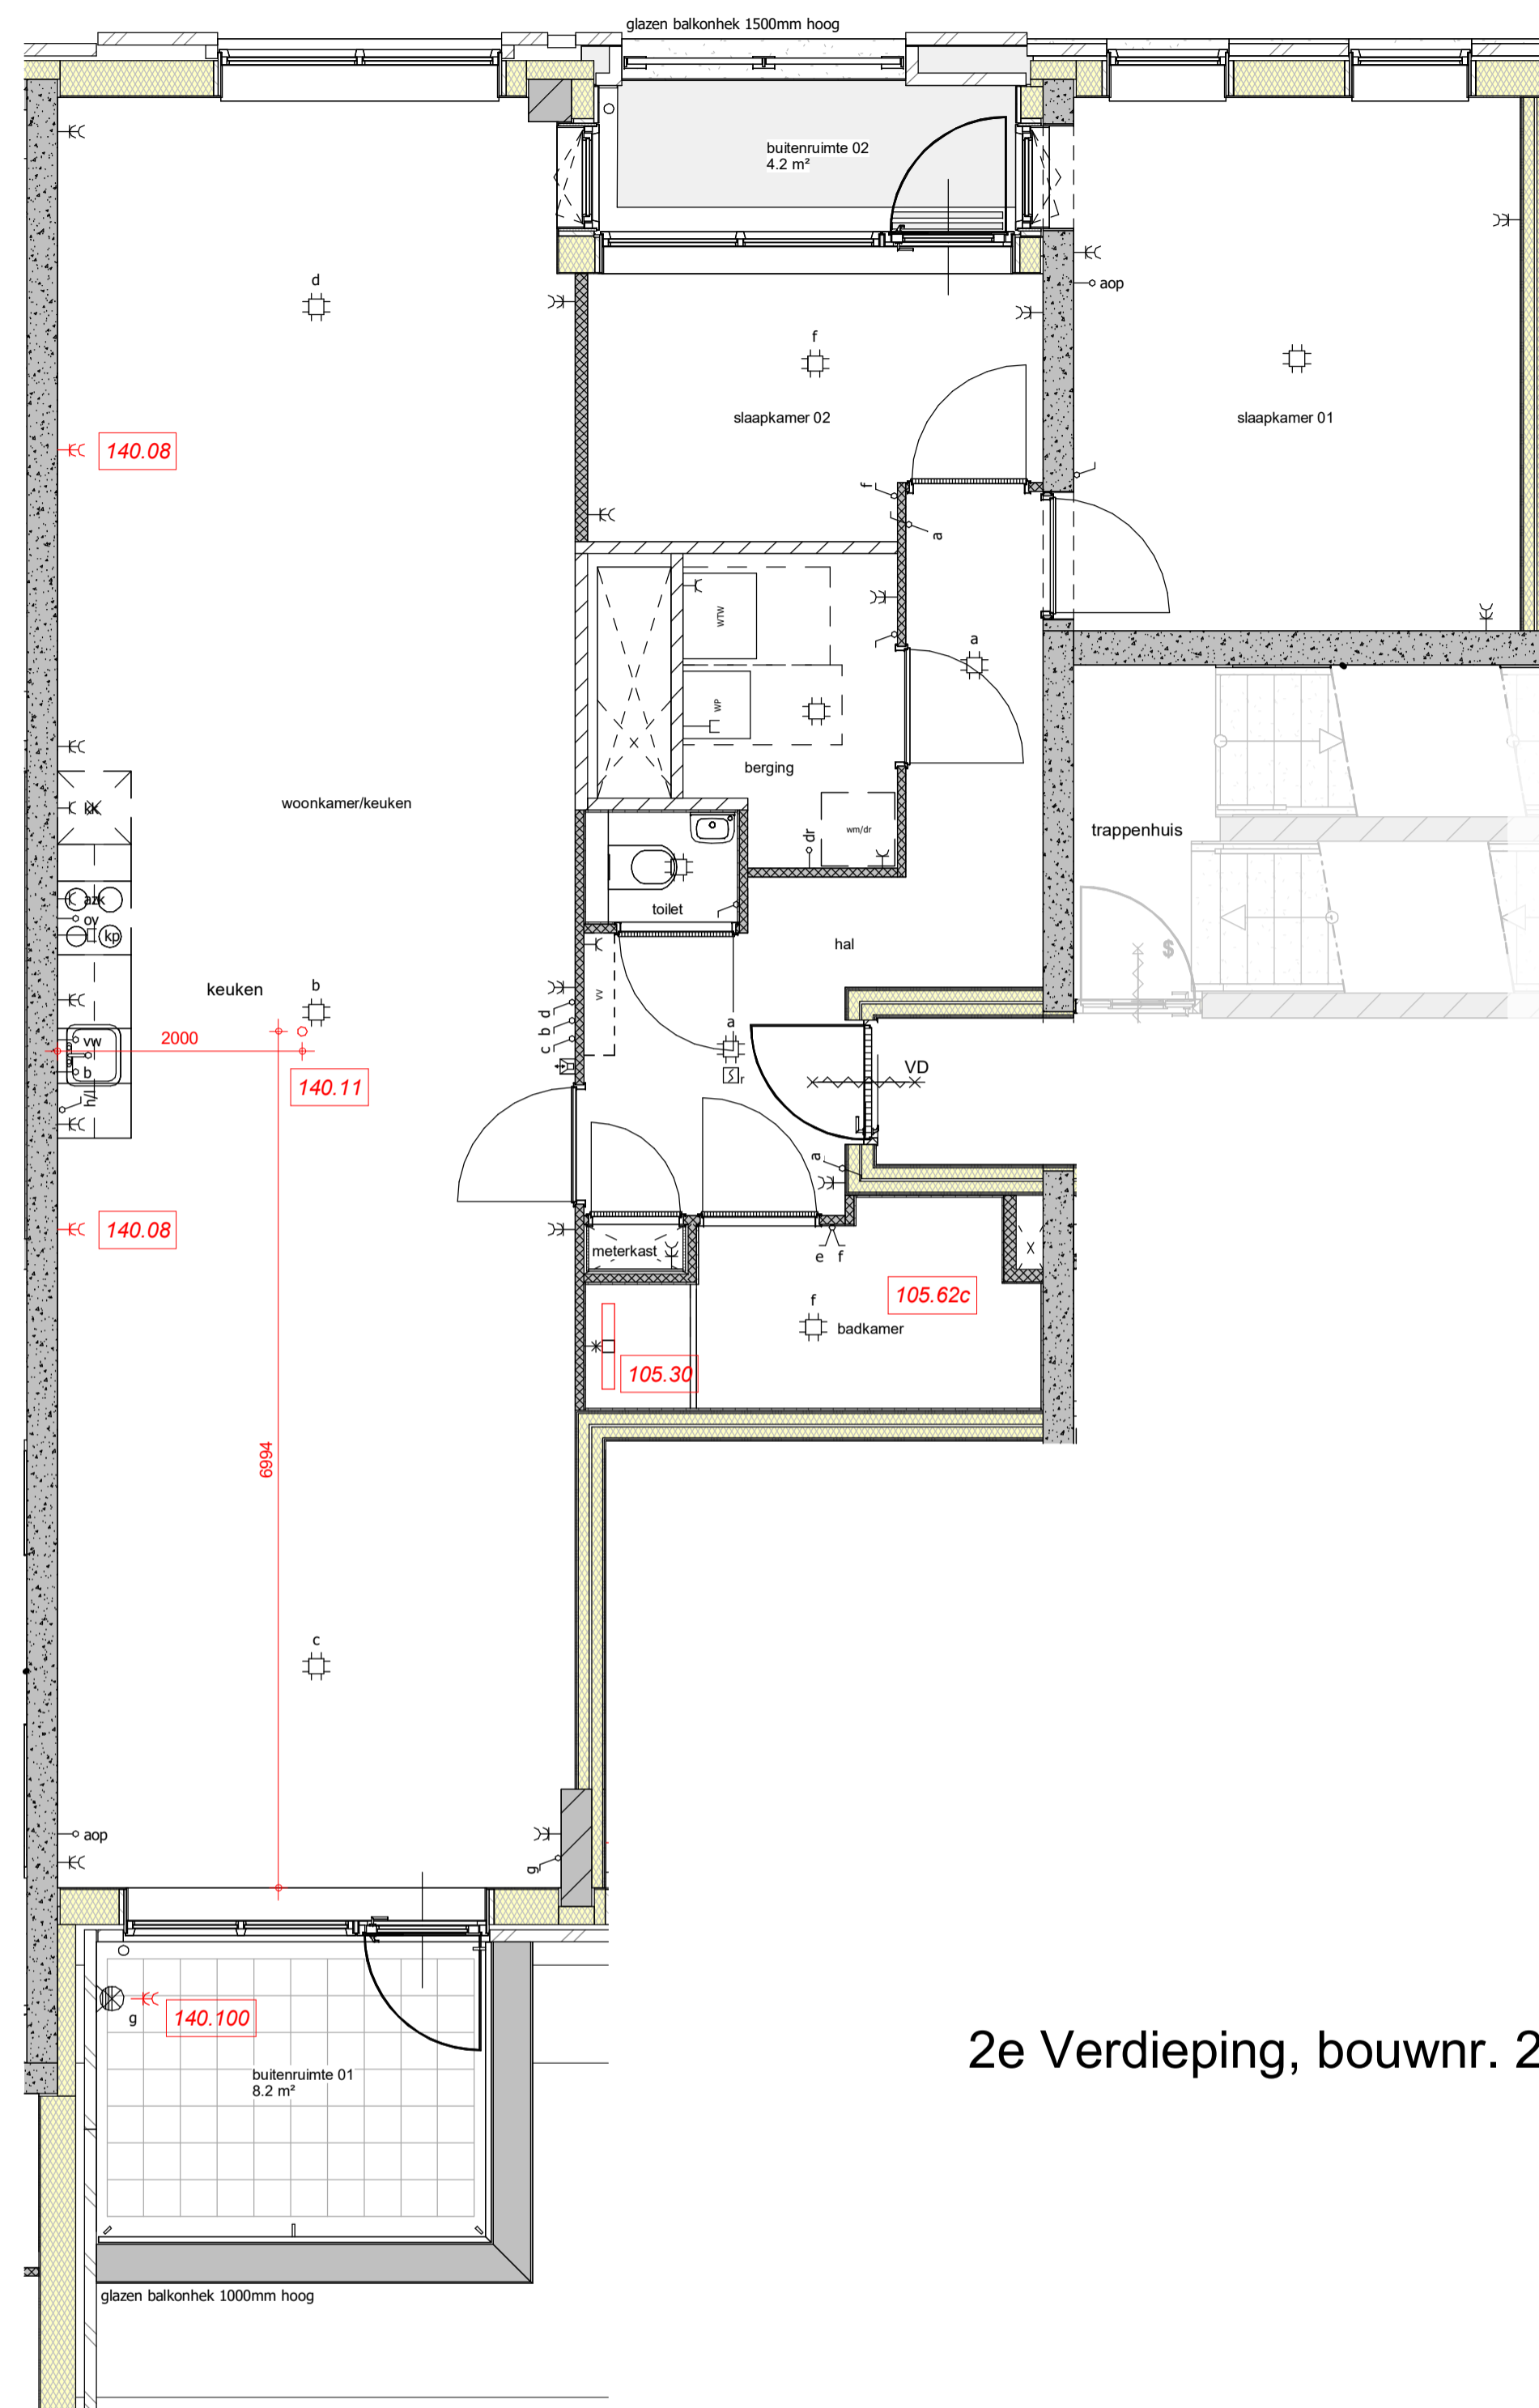 glazen balkonhek 1500mm hoog
buitenruimte 02
4.2 m²
d
aop
f
slaapkamer 02
slaapkamer 01
140.08
f
a
WTW
a
WP
berging
woonkamer/keuken
kk
wm/dr
dr
trappenhuis
azk
ov
kp
toilet
hal
$
keuken
b
vv
d
b
c
a
2000
vw
b
h/l
140.11
r
VD
a
140.08
meterkast
e f
105.62c
f
badkamer
105.30
6994
c
aop
g
140.100
g
buitenruimte 01
8.2 m²
2e Verdieping, bouwnr. 2
glazen balkonhek 1000mm hoog